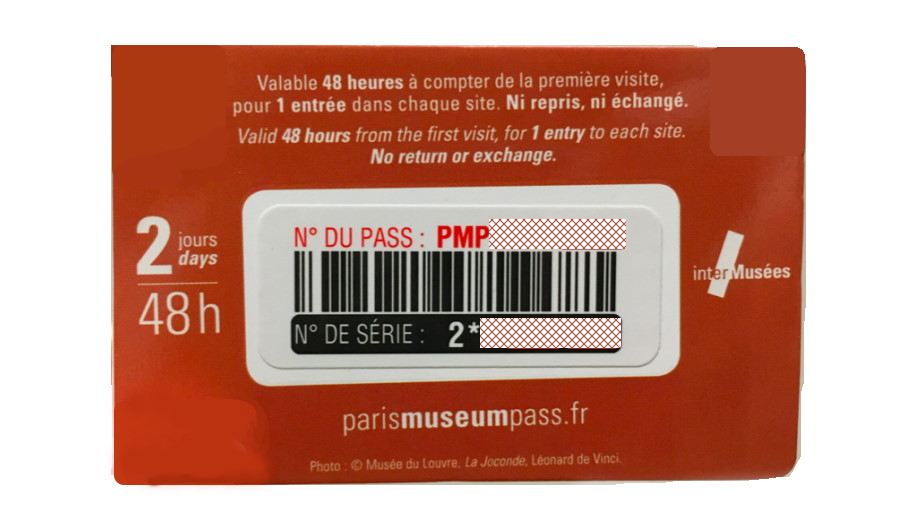 Valable 48 heures à compter de la première visite,
pour 1 entrée dans chaque site. Ni repris, ni échangé.
Valid 48 hours from the first visit, for 1 entry to each site.
No return or exchange.
2 jours
days
48h
N° DU PASS : PMP
N° DE SÉRIE : 2*
interMusées
parismuseumpass.fr
Photo : © Musée du Louvre, La Joconde, Léonard de Vinci.